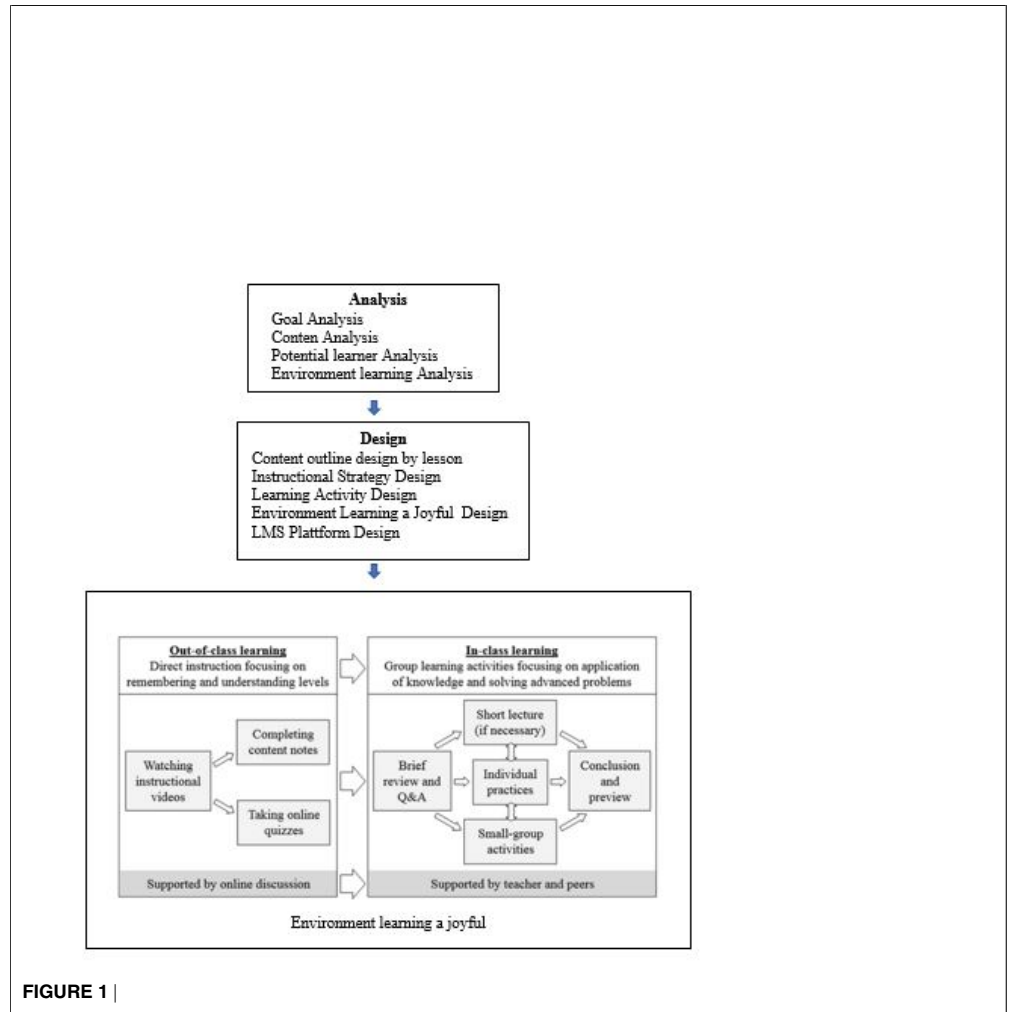 Analysis
Goal Analysis
Conten Analysis
Potential learner Analysis
Environment learning Analysis
Design
Content outline design by lesson
Instructional Strategy Design
Learning Activity Design
Environment Learning a Joyful Design
LMS Plattform Design
Out-of-class learning
Direct instruction focusing on
remembering and understanding levels
Watching
instructional
videos
Completing
content notes
Taking online
quizzes
Supported by online discussion
In-class learning
Group learning activities focusing on application
of knowledge and solving advanced problems
Brief
review and
Q&A
Short lecture
(if necessary)
Individual
practices
Small-group
activities
Conclusion
and
preview
Supported by teacher and peers
Environment learning a joyful
FIGURE 1 |